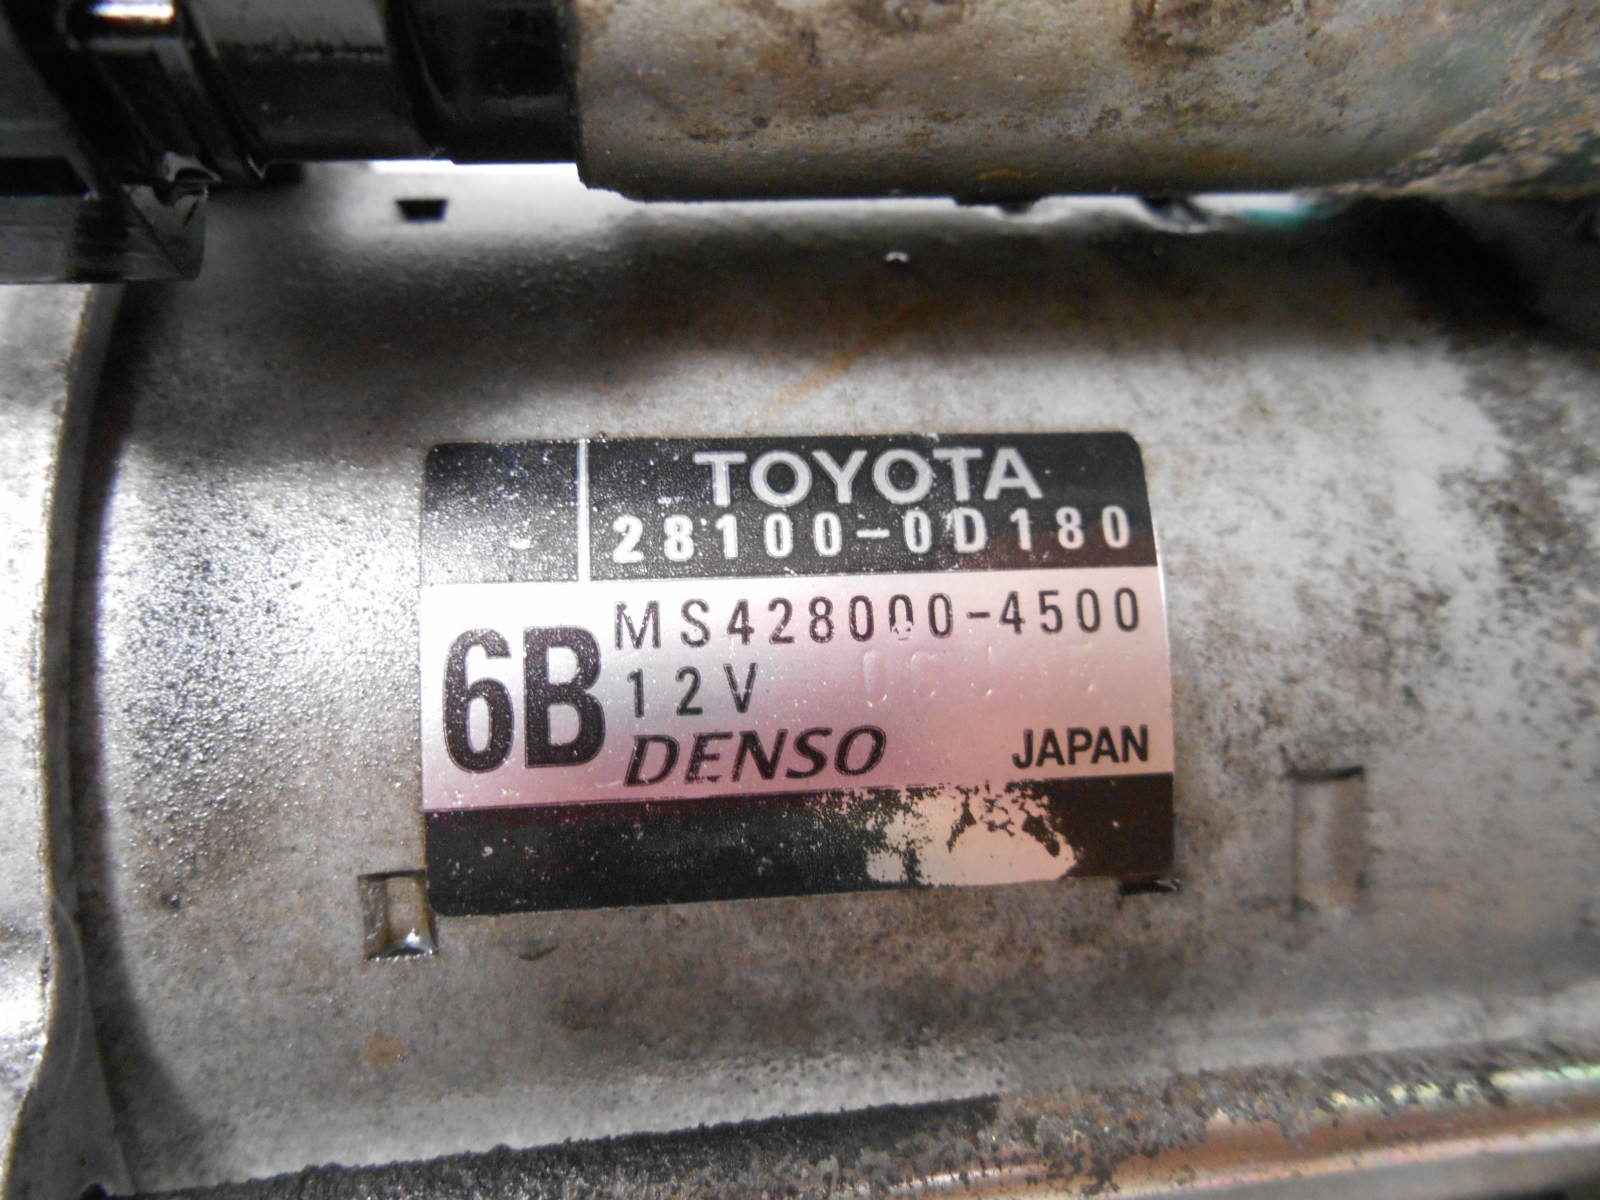 TOYOTA
28100-0D180
6B
MS428000-4500
12V
DENSO JAPAN